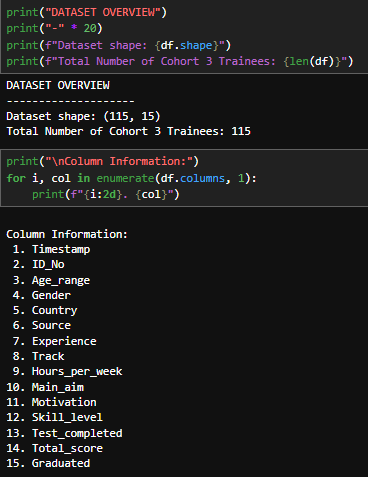 print("DATASET OVERVIEW")
print("-" * 20)
print(f"Dataset shape: {df.shape}")
print(f"Total Number of Cohort 3 Trainees: {len(df)}")
DATASET OVERVIEW
--------------------
Dataset shape: (115, 15)
Total Number of Cohort 3 Trainees: 115
print("\nColumn Information:")
for i, col in enumerate(df.columns, 1):
    print(f"{i:2d}. {col}")
Column Information:
 1. Timestamp
 2. ID_No
 3. Age_range
 4. Gender
 5. Country
 6. Source
 7. Experience
 8. Track
 9. Hours_per_week
10. Main_aim
11. Motivation
12. Skill_level
13. Test_completed
14. Total_score
15. Graduated